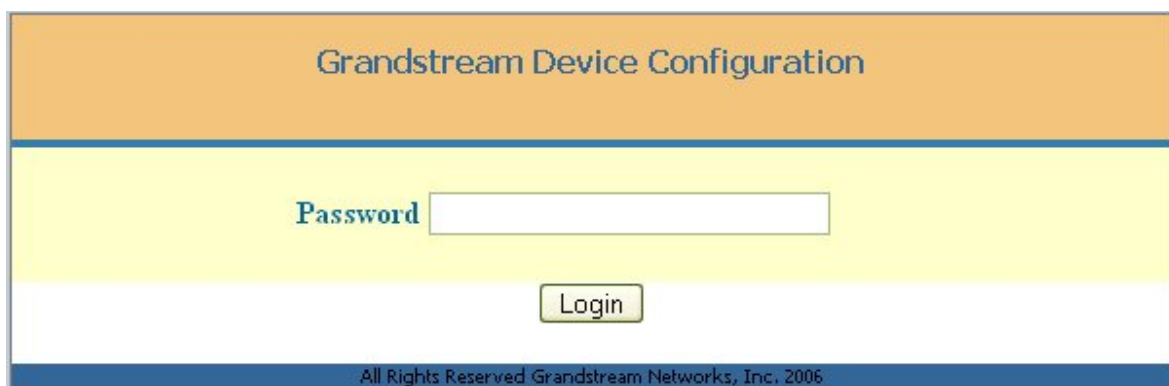 Grandstream Device Configuration
Password
Login
All Rights Reserved Grandstream Networks, Inc. 2006